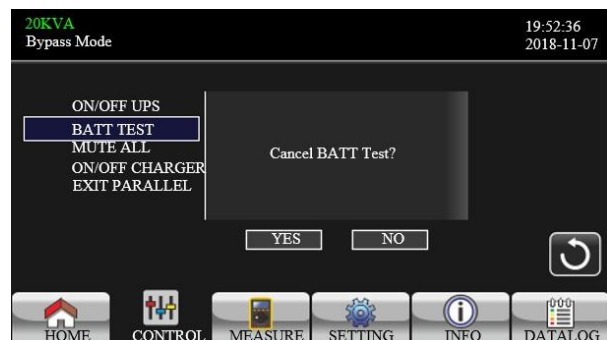 20KVA
Bypass Mode
19:52:36
2018-11-07
ON/OFF UPS
BATT TEST
MUTE ALL
ON/OFF CHARGER
EXIT PARALLEL
Cancel BATT Test?
YES NO
HOME CONTROL MEASURE SETTING INFO DATALOG